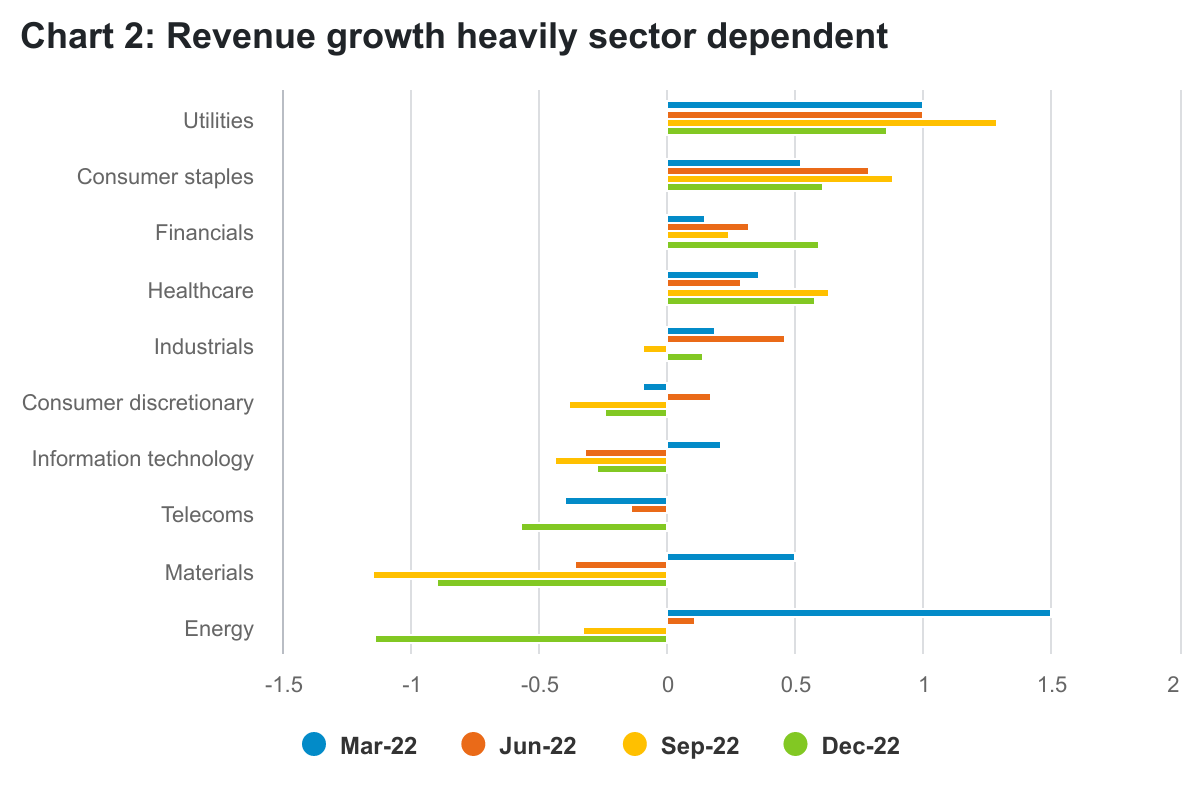 Chart 2: Revenue growth heavily sector dependent
Utilities
Consumer staples
Financials
Healthcare
Industrials
Consumer discretionary
Information technology
Telecoms
Materials
Energy
-1.5 -1 -0.5 0 0.5 1 1.5 2
Mar-22 Jun-22 Sep-22 Dec-22